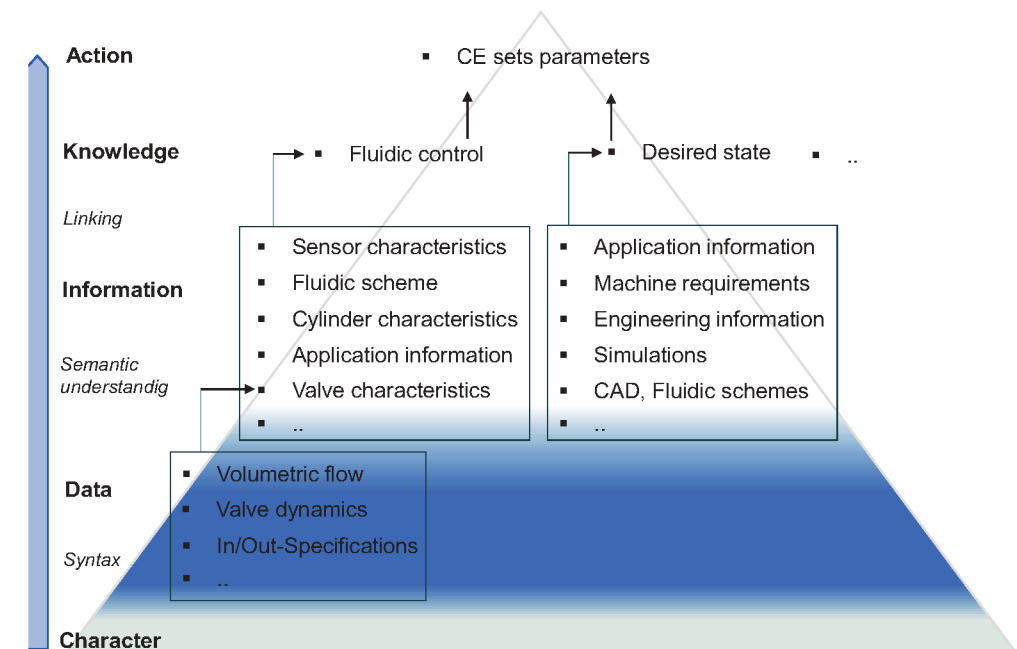 Action
▪ CE sets parameters
Knowledge
▪ Fluidic control
▪ Desired state
▪ ..
Linking
Information
▪ Sensor characteristics
▪ Fluidic scheme
▪ Cylinder characteristics
▪ Application information
▪ Valve characteristics
▪ ..
▪ Application information
▪ Machine requirements
▪ Engineering information
▪ Simulations
▪ CAD, Fluidic schemes
▪ ..
Semantic
understandig
Data
▪ Volumetric flow
▪ Valve dynamics
▪ In/Out-Specifications
▪ ..
Syntax
Character